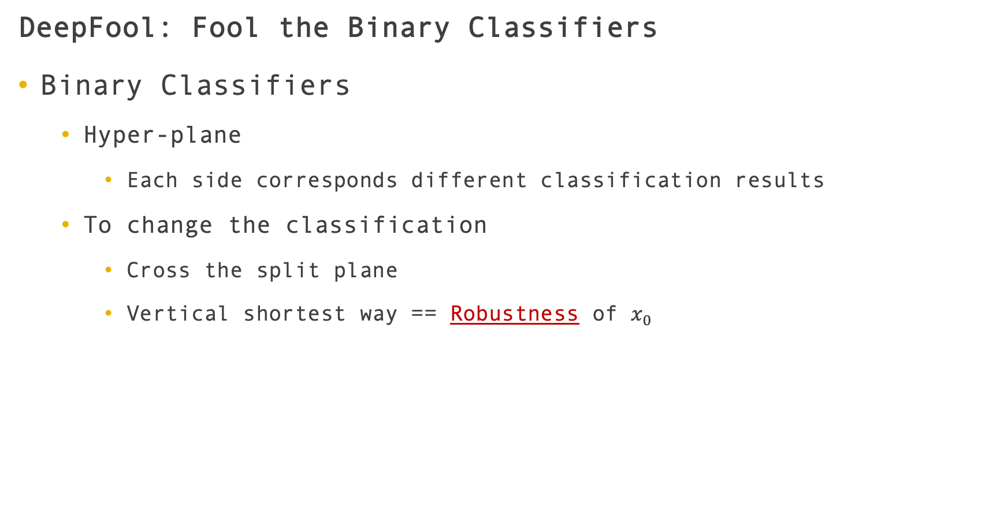 DeepFool: Fool the Binary Classifiers
• Binary Classifiers
• Hyper-plane
• Each side corresponds different classification results
• To change the classification
• Cross the split plane
• Vertical shortest way == Robustness of x₀